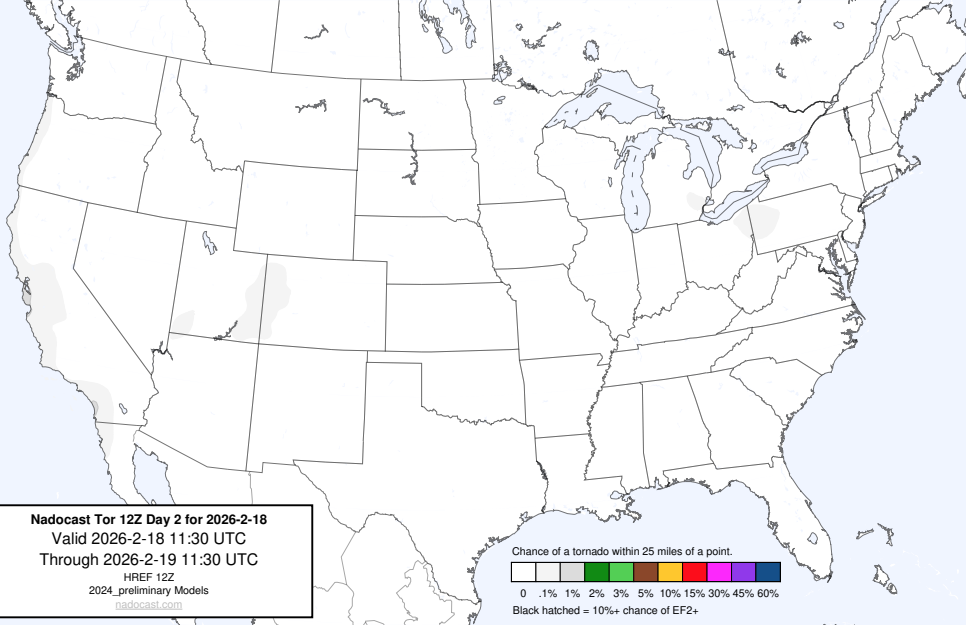 Nadocast Tor 12Z Day 2 for 2026-2-18
Valid 2026-2-18 11:30 UTC
Through 2026-2-19 11:30 UTC
HREF 12Z
2024_preliminary Models
nadocast.com
Chance of a tornado within 25 miles of a point.
0 .1% 1% 2% 3% 5% 10% 15% 30% 45% 60%
Black hatched = 10%+ chance of EF2+